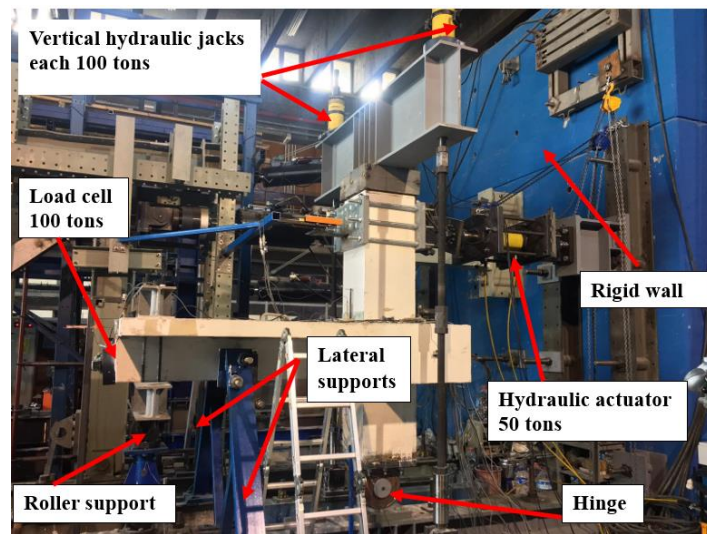 Vertical hydraulic jacks
each 100 tons
Load cell
100 tons
Rigid wall
Lateral
supports
Hydraulic actuator
50 tons
Roller support
Hinge